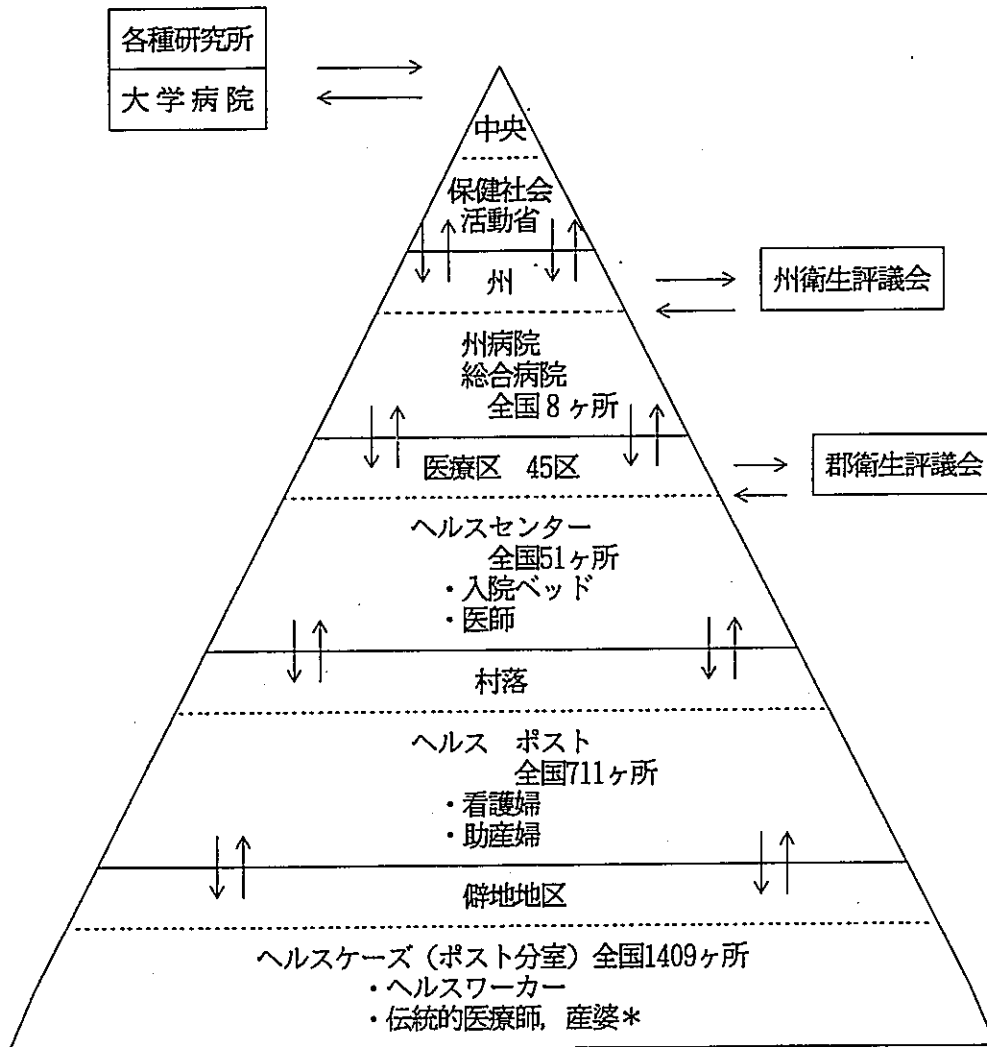 各種研究所
大学病院
中央
保健社会
活動省
州
州衛生評議会
州病院
総合病院
全国8ヶ所
医療区 45区
郡衛生評議会
ヘルスセンター
全国51ヶ所
・入院ベッド
・医師
村落
ヘルス ポスト
全国711ヶ所
・看護婦
・助産婦
僻地地区
ヘルスケーズ(ポスト分室)全国1409ヶ所
・ヘルスワーカー
・伝統的医療師,産婆*